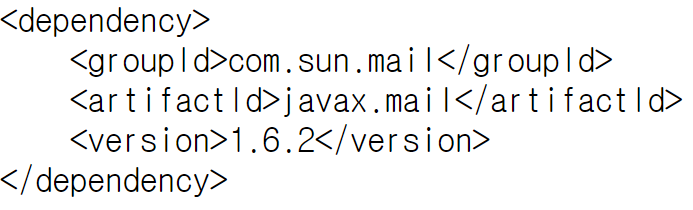 <dependency>
    <groupId>com.sun.mail</groupId>
    <artifactId>javax.mail</artifactId>
    <version>1.6.2</version>
</dependency>